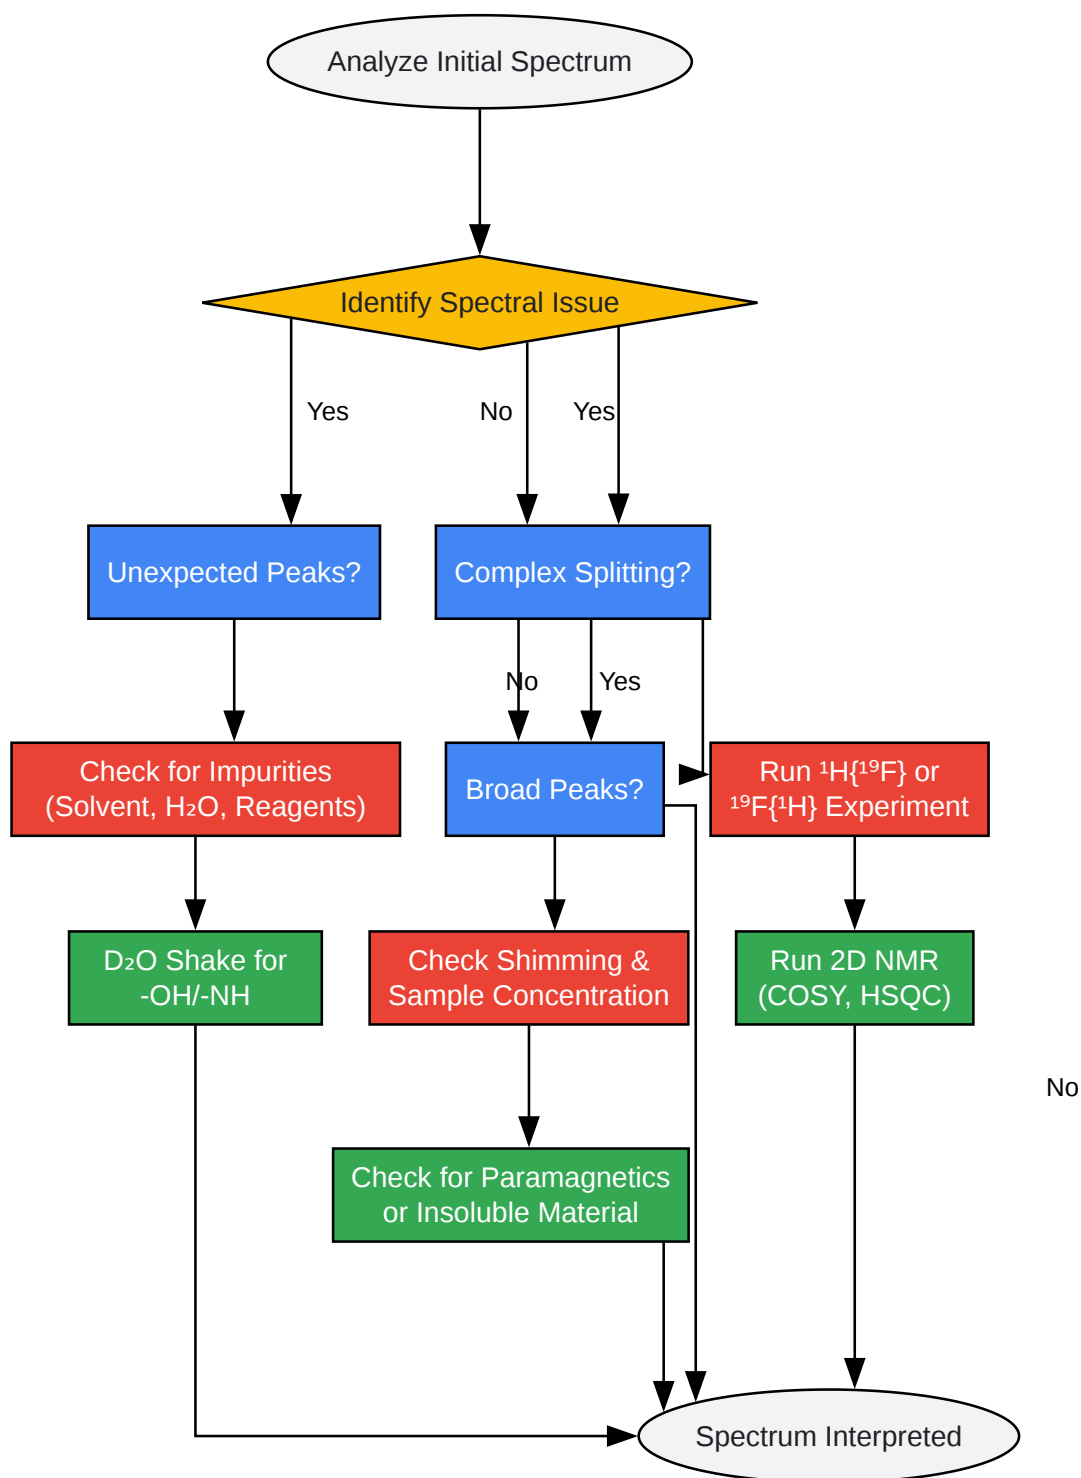 Analyze Initial Spectrum
Identify Spectral Issue
Yes
No
Yes
Unexpected Peaks?
Complex Splitting?
No
Yes
Check for Impurities
(Solvent, H₂O, Reagents)
Broad Peaks?
Run ¹H{¹⁹F} or
¹⁹F{¹H} Experiment
D₂O Shake for
-OH/-NH
Check Shimming &
Sample Concentration
Run 2D NMR
(COSY, HSQC)
No
Check for Paramagnetics
or Insoluble Material
Spectrum Interpreted